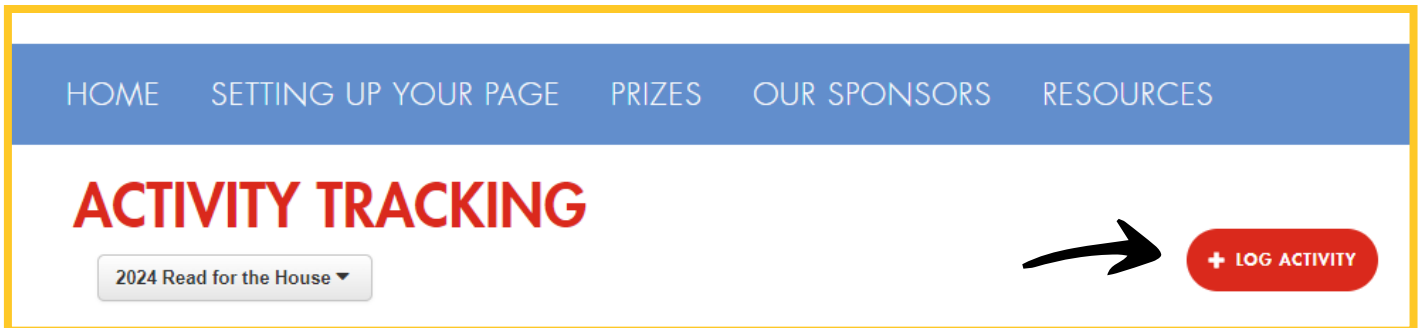 HOME SETTING UP YOUR PAGE PRIZES OUR SPONSORS RESOURCES
ACTIVITY TRACKING
2024 Read for the House
+ LOG ACTIVITY